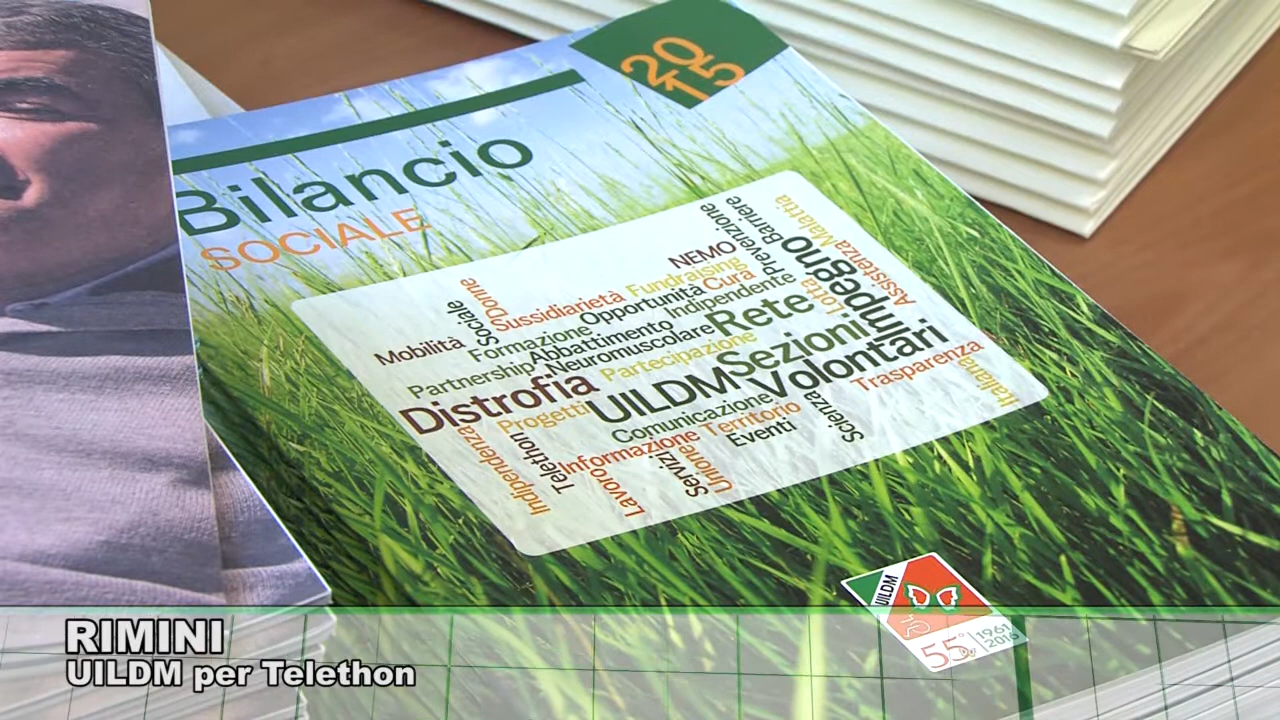 2015
Bilancio
SOCIALE
NEMO
Prevenzione
Barriere
Malattia
Donne
Sociale
Sussidiarietà
Fundraising
Cura
Mobilità
Formazione
Opportunità
Indipendente
Lotta
Impegno
Assistenza
Partnership
Abbattimento
Neuromuscolare
Rete
Distrofia
Partecipazione
Sezioni
Progetti
UILDM
Volontari
Trasparenza
Italiana
Indipendenza
Telethon
Comunicazione
Informazione
Territorio
Eventi
Scienza
Lavoro
Servizi
Unione
UILDM
55°
1961
2016
RIMINI
UILDM per Telethon